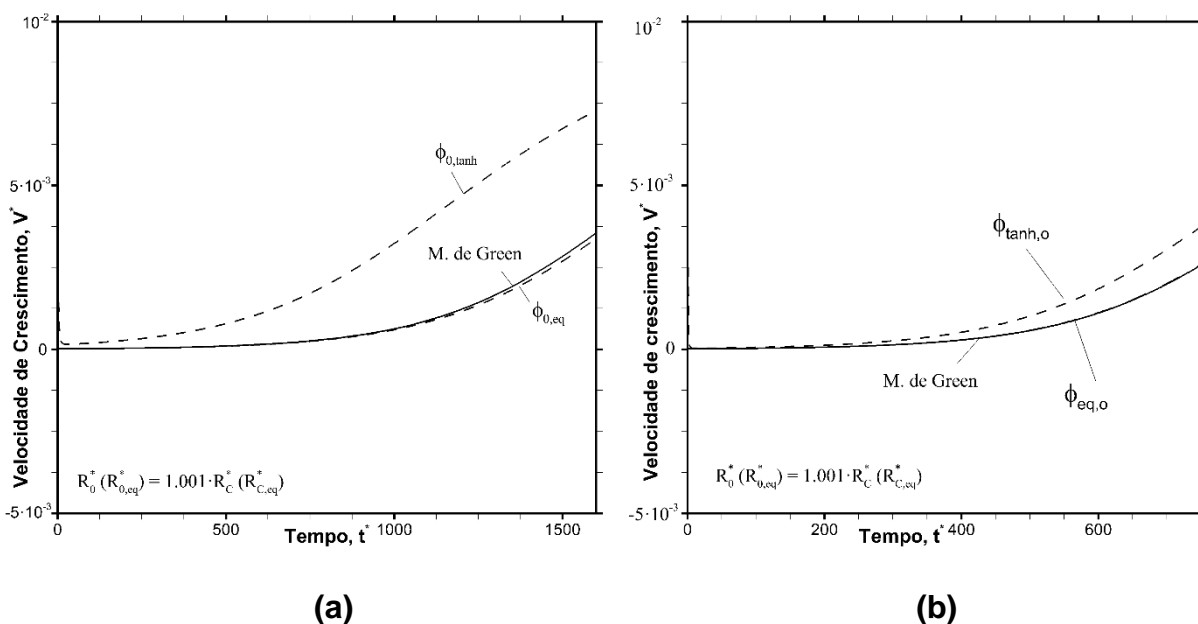 10⁻²
5·10⁻³
0
-5·10⁻³
Velocidade de Crescimento, V*
ϕ₀,tanh
M. de Green
ϕ₀,eq
R*₀ (R*₀,eq) = 1.001·R*C (R*C,eq)
0 500 1000 1500
Tempo, t*
(a)
10⁻²
5·10⁻³
0
-5·10⁻³
Velocidade de crescimento, V*
ϕtanh,o
M. de Green
ϕeq,o
R*₀ (R*₀,eq) = 1.001·R*C (R*C,eq)
0 200 400 600
Tempo, t*
(b)